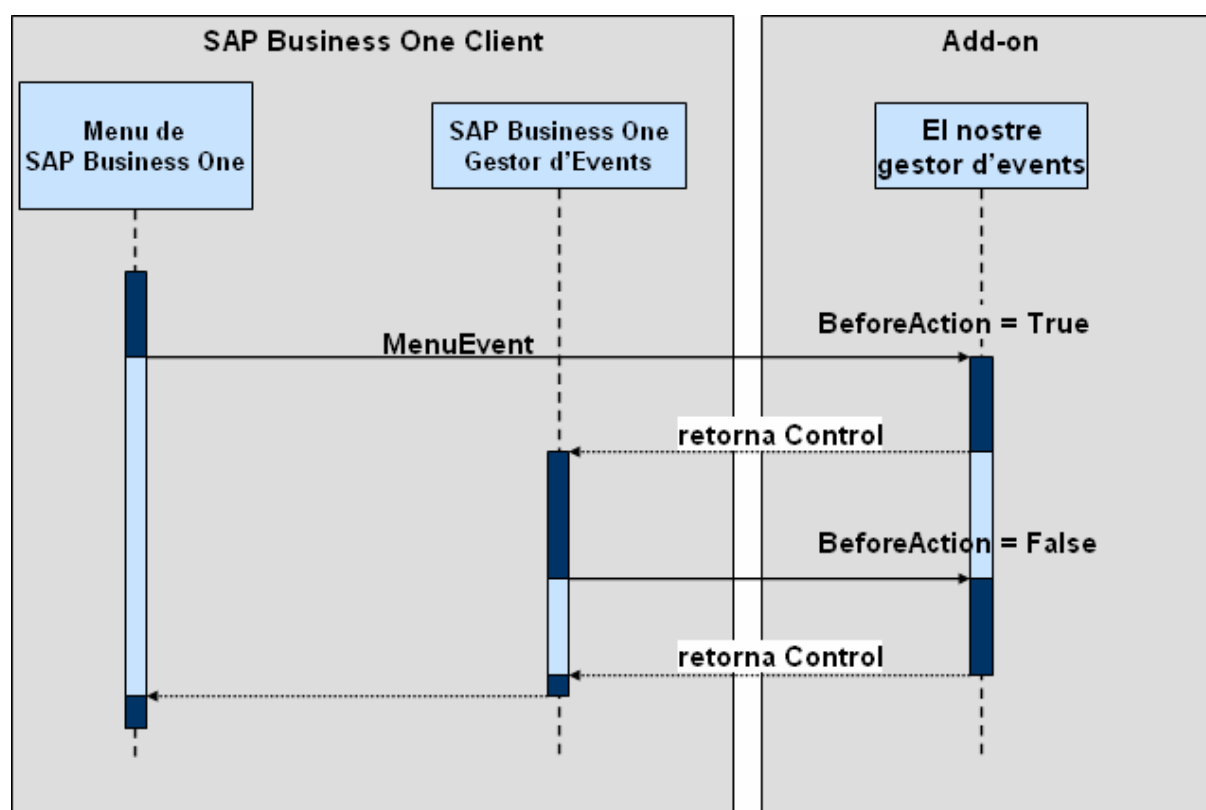 SAP Business One Client
Add-on
Menu de
SAP Business One
SAP Business One
Gestor d'Events
El nostre
gestor d'events
BeforeAction = True
MenuEvent
retorna Control
BeforeAction = False
retorna Control